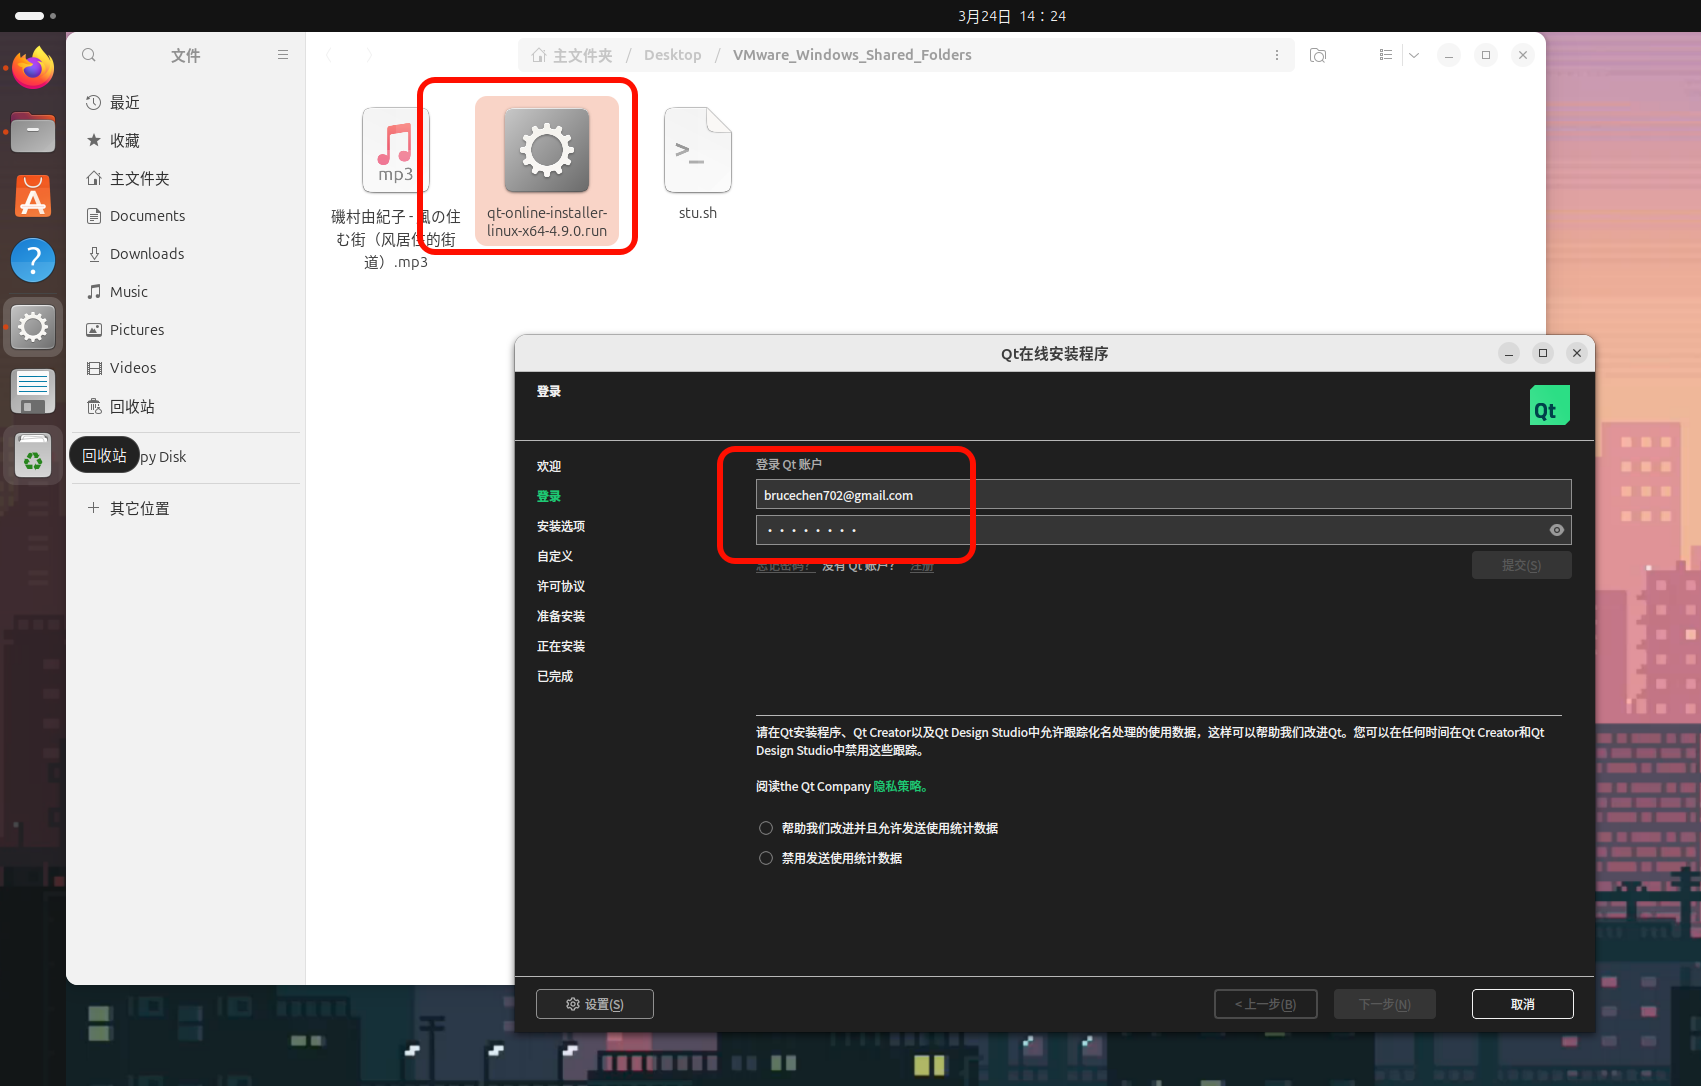 3月24日 14：24
文件
主文件夹 / Desktop / VMware_Windows_Shared_Folders
最近
收藏
主文件夹
Documents
Downloads
Music
Pictures
Videos
回收站
回收站
py Disk
其它位置
mp3
磯村由紀子 - 風の住
む街（风居住的街
道）.mp3
qt-online-installer-
linux-x64-4.9.0.run
>_
stu.sh
Qt在线安装程序
登录
Qt
欢迎
登录
安装选项
自定义
许可协议
准备安装
正在安装
已完成
登录 Qt 账户
brucechen702@gmail.com
忘记密码？ 没有 Qt 账户？ 注册
提交(S)
请在Qt安装程序、Qt Creator以及Qt Design Studio中允许跟踪化名处理的使用数据，这样可以帮助我们改进Qt。您可以在任何时间在Qt Creator和Qt
Design Studio中禁用这些跟踪。
阅读the Qt Company 隐私策略。
帮助我们改进并且允许发送使用统计数据
禁用发送使用统计数据
设置(S)
< 上一步(B)
下一步(N)
取消